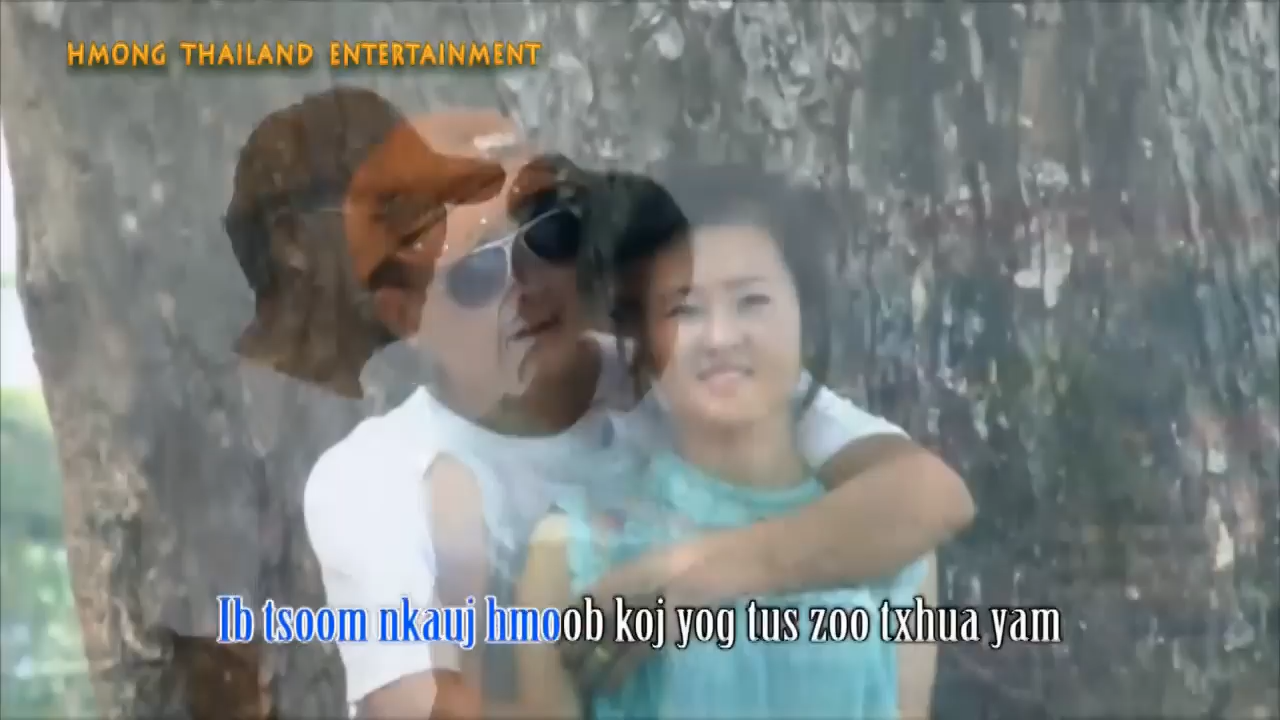 HMONG THAILAND ENTERTAINMENT
Ib tsoom nkauj hmoob koj yog tus zoo txhua yam